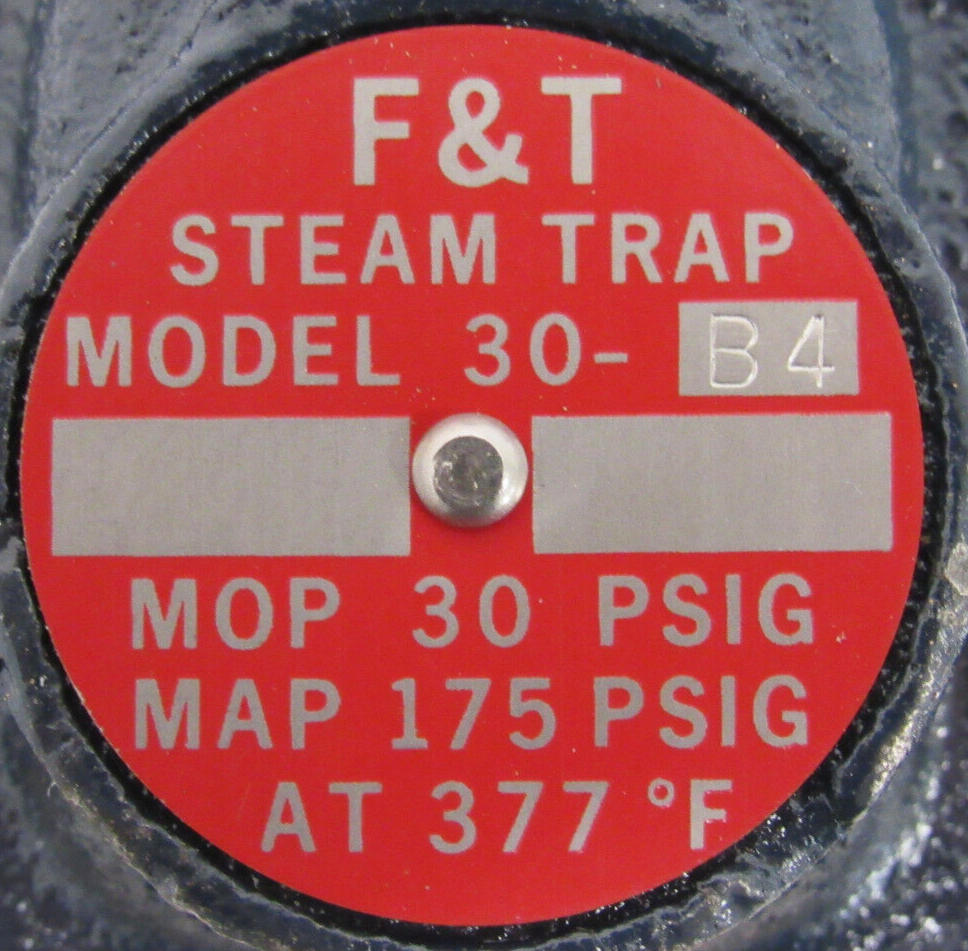 F&T
STEAM TRAP
MODEL 30- B4
MOP 30 PSIG
MAP 175 PSIG
AT 377 °F